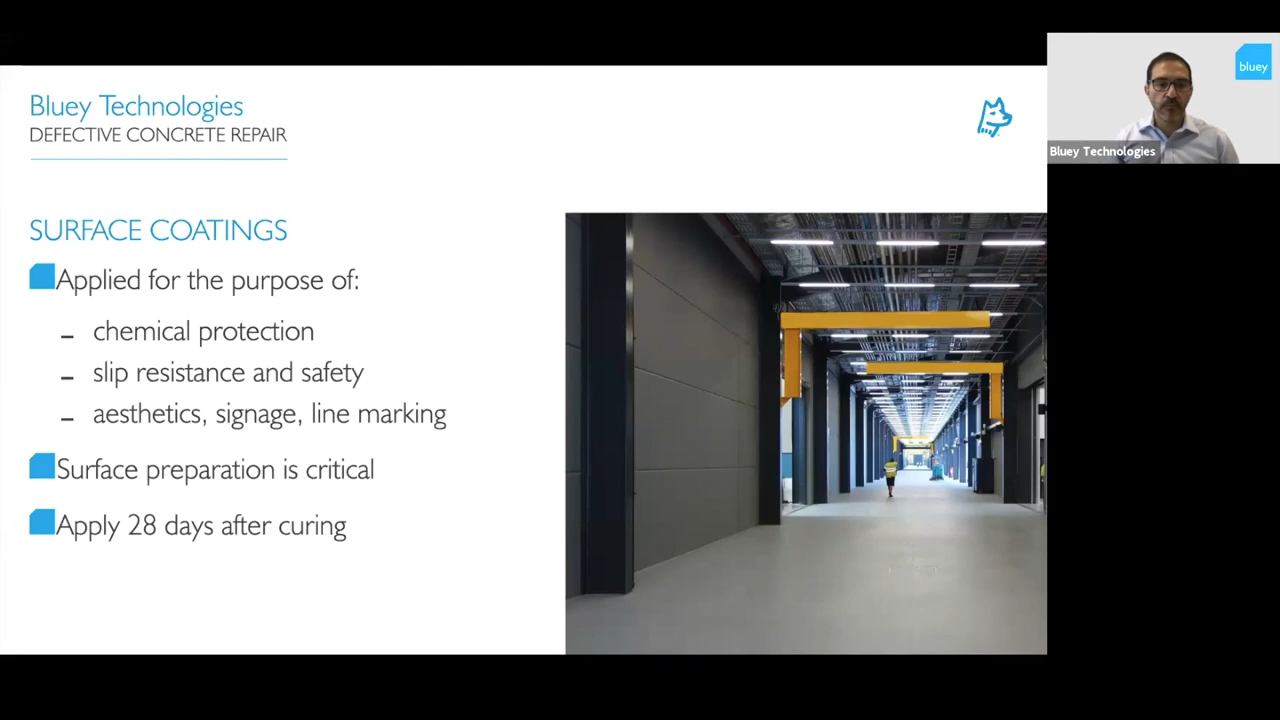 Bluey Technologies
DEFECTIVE CONCRETE REPAIR
SURFACE COATINGS
Applied for the purpose of:
– chemical protection
– slip resistance and safety
– aesthetics, signage, line marking
Surface preparation is critical
Apply 28 days after curing
bluey
Bluey Technologies